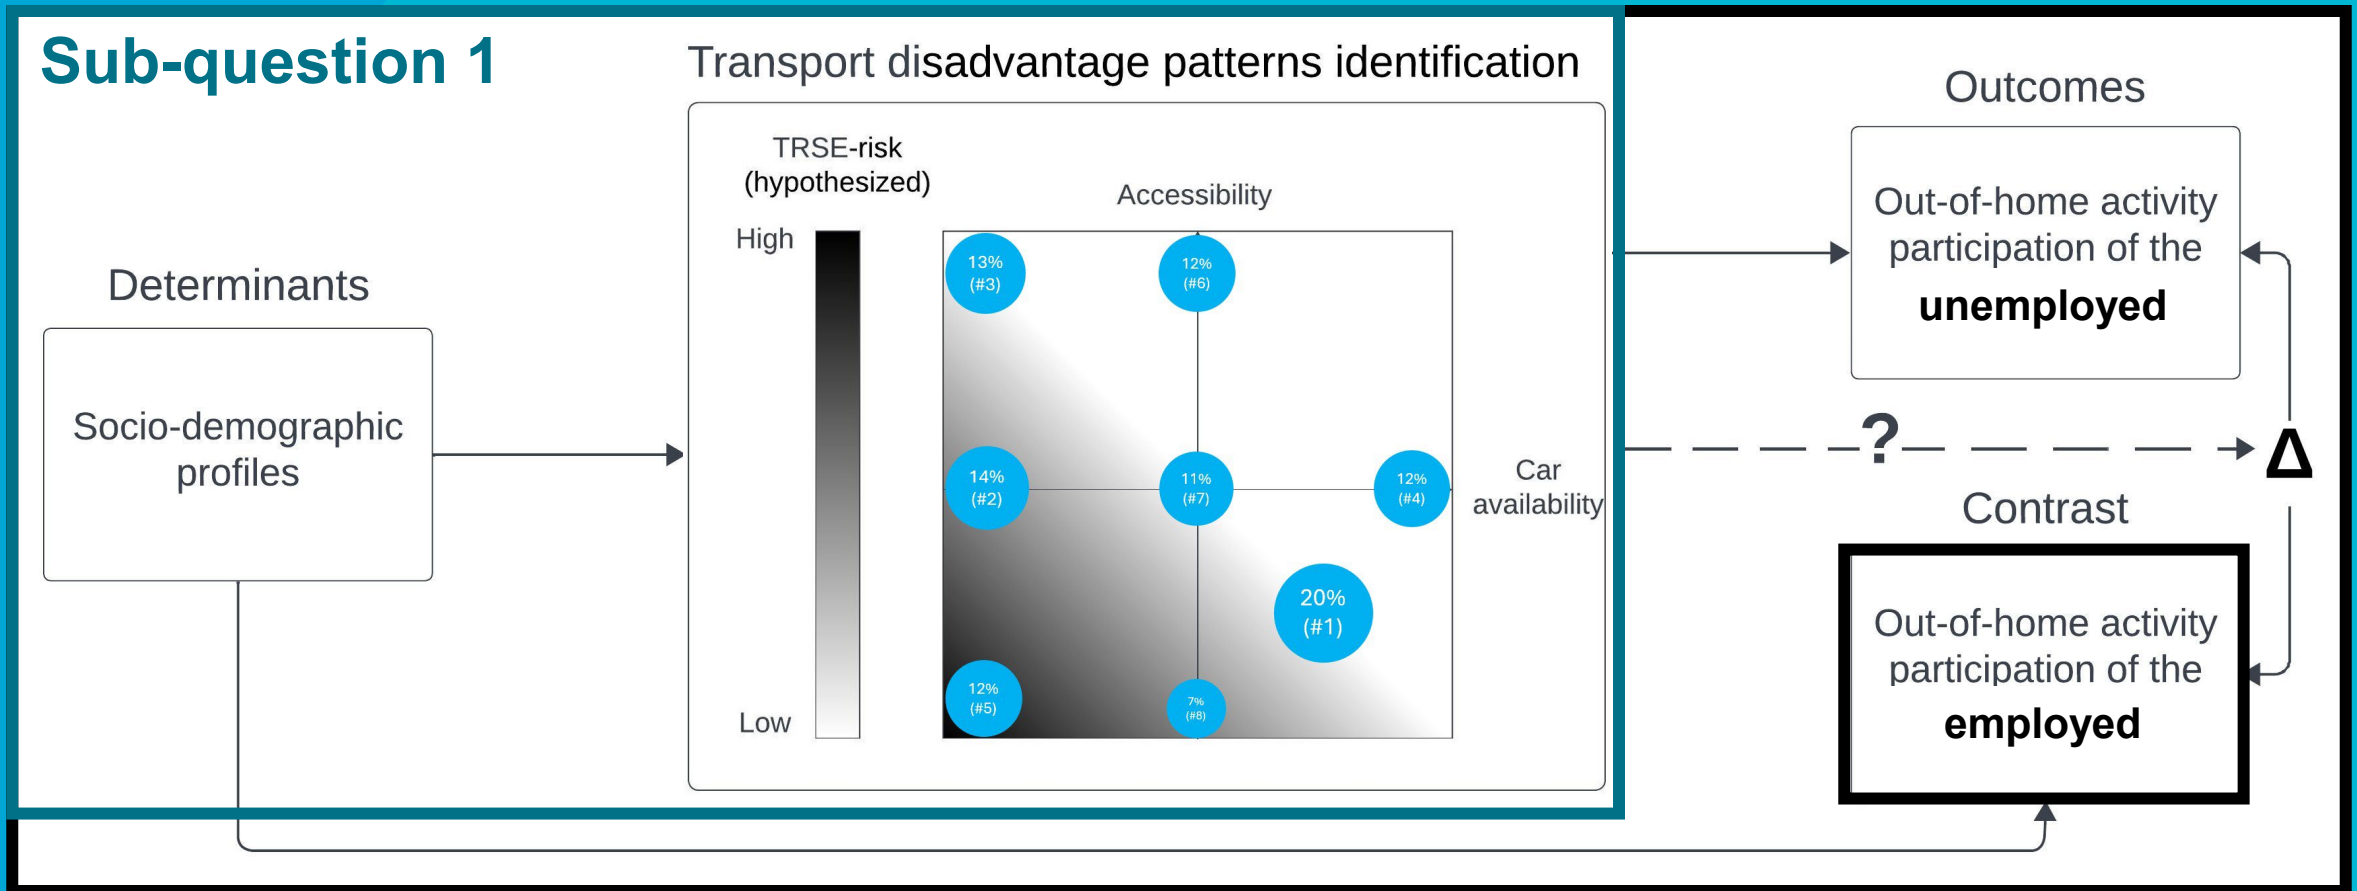 Sub-question 1
Transport disadvantage patterns identification
TRSE-risk
(hypothesized)
High
Low
Accessibility
13%
(#3)
12%
(#6)
14%
(#2)
11%
(#7)
12%
(#4)
Car
availability
20%
(#1)
12%
(#5)
7%
(#8)
Determinants
Socio-demographic
profiles
Outcomes
Out-of-home activity
participation of the
unemployed
?
Δ
Contrast
Out-of-home activity
participation of the
employed